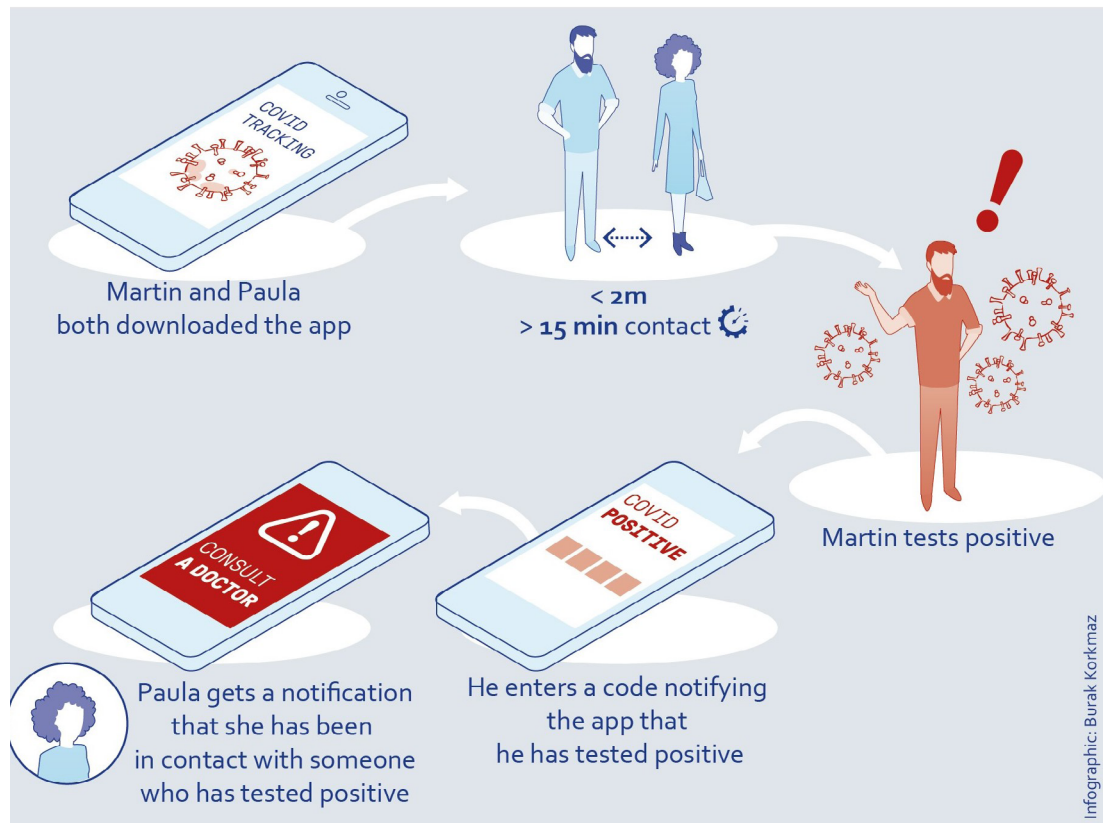 COVID
TRACKING
Martin and Paula
both downloaded the app
< 2m
> 15 min contact
Martin tests positive
COVID
POSITIVE
He enters a code notifying
the app that
he has tested positive
CONSULT
A DOCTOR
Paula gets a notification
that she has been
in contact with someone
who has tested positive
Infographic: Burak Korkmaz